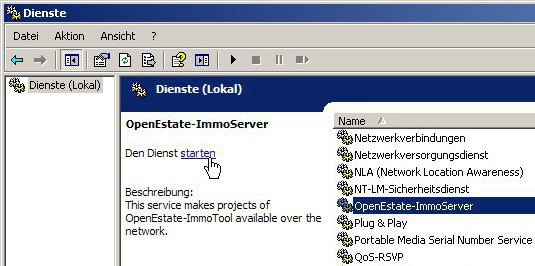 Dienste
Datei Aktion Ansicht ?
Dienste (Lokal)
Dienste (Lokal)
OpenEstate-ImmoServer
Den Dienst starten
Beschreibung:
This service makes projects of
OpenEstate-ImmoTool available over the
network.
Name
Netzwerkverbindungen
Netzwerkversorgungsdienst
NLA (Network Location Awareness)
NT-LM-Sicherheitsdienst
OpenEstate-ImmoServer
Plug & Play
Portable Media Serial Number Service
QoS-RSVP